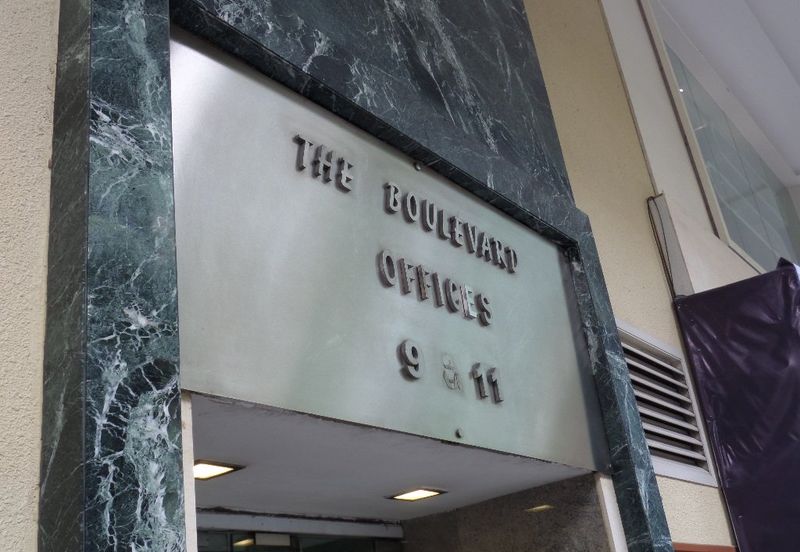 THE BOULEVARD
OFFICES
9 & 11